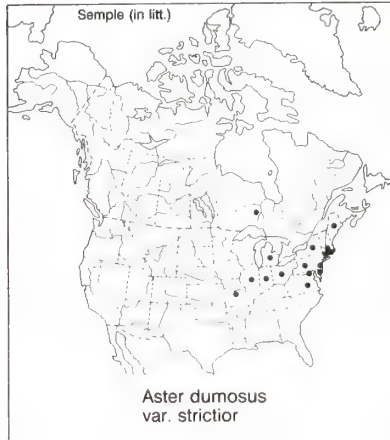 Semple (in litt.)
Aster dumosus
var. strictior